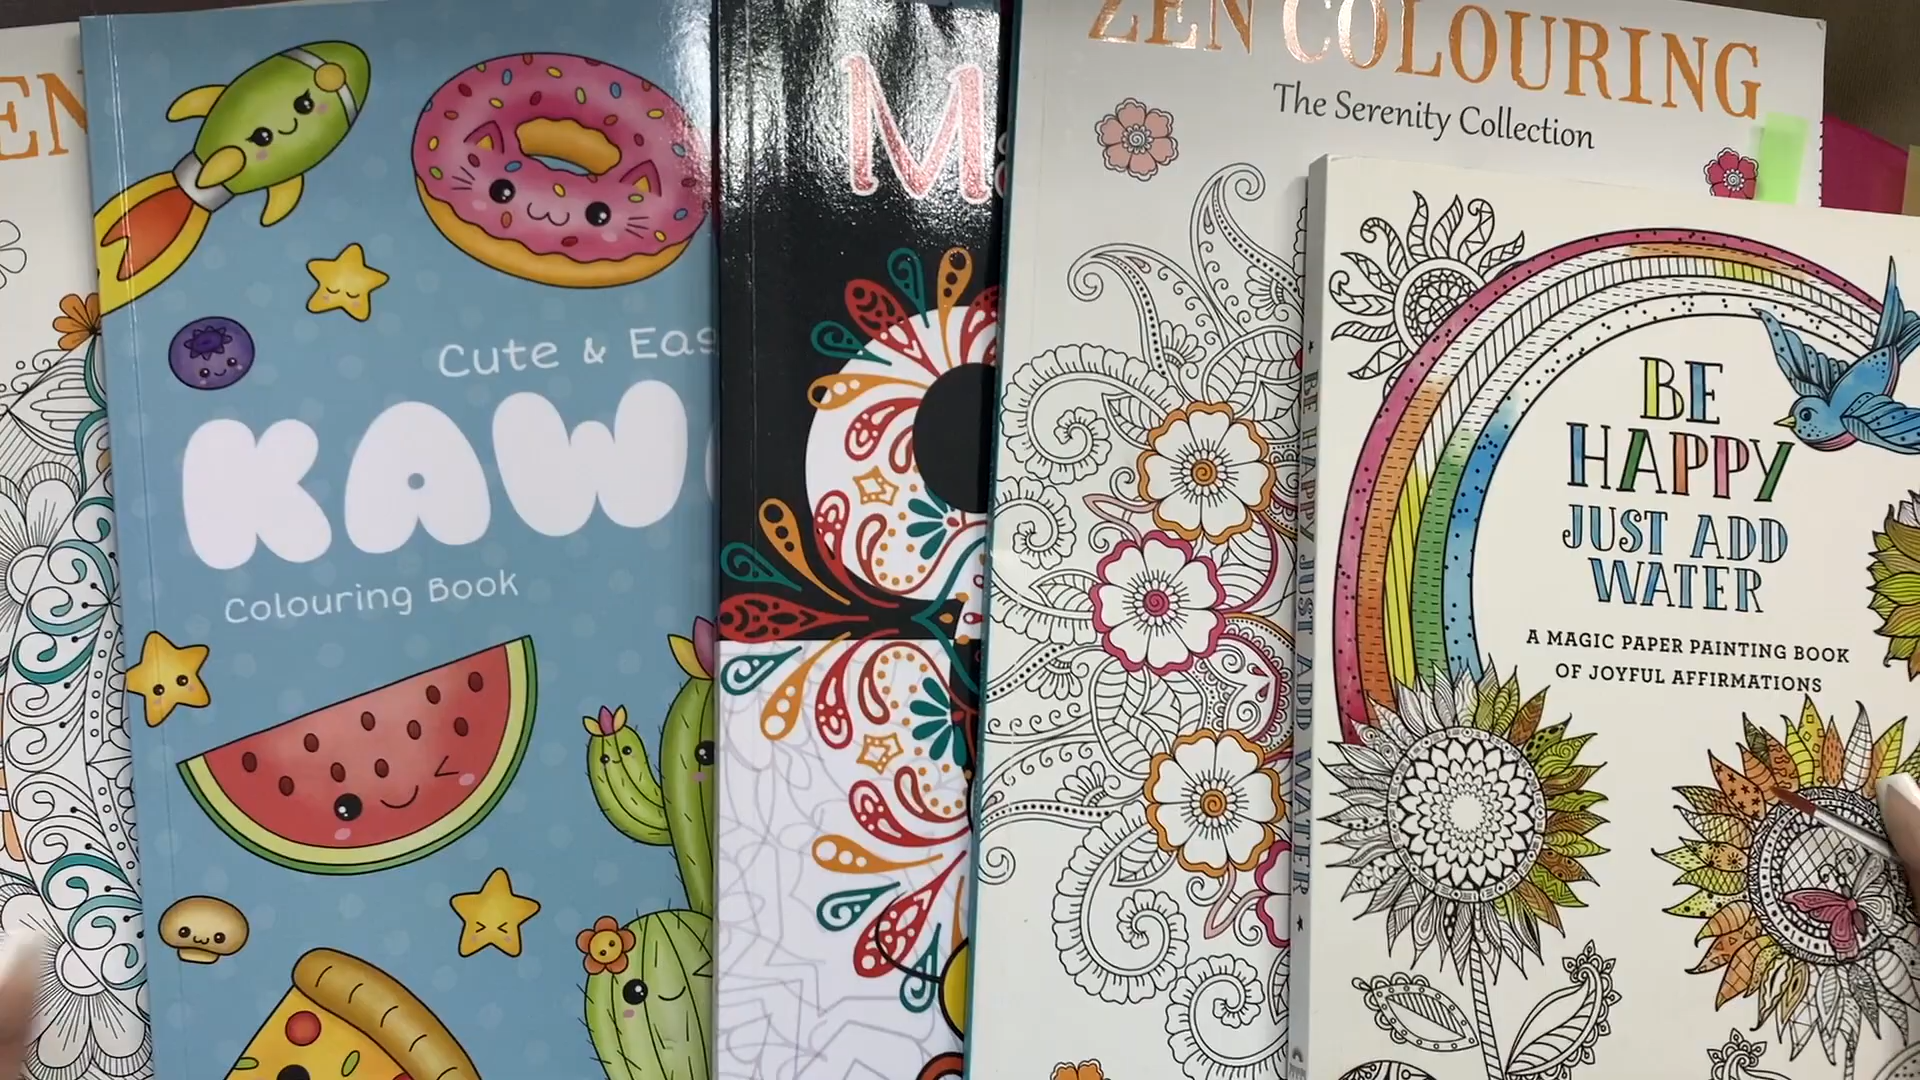 EN
Cute & Eas
KAW
Colouring Book
M
ZEN COLOURING
The Serenity Collection
BE HAPPY JUST ADD WATER
BE
HAPPY
JUST ADD
WATER
A MAGIC PAPER PAINTING BOOK
OF JOYFUL AFFIRMATIONS